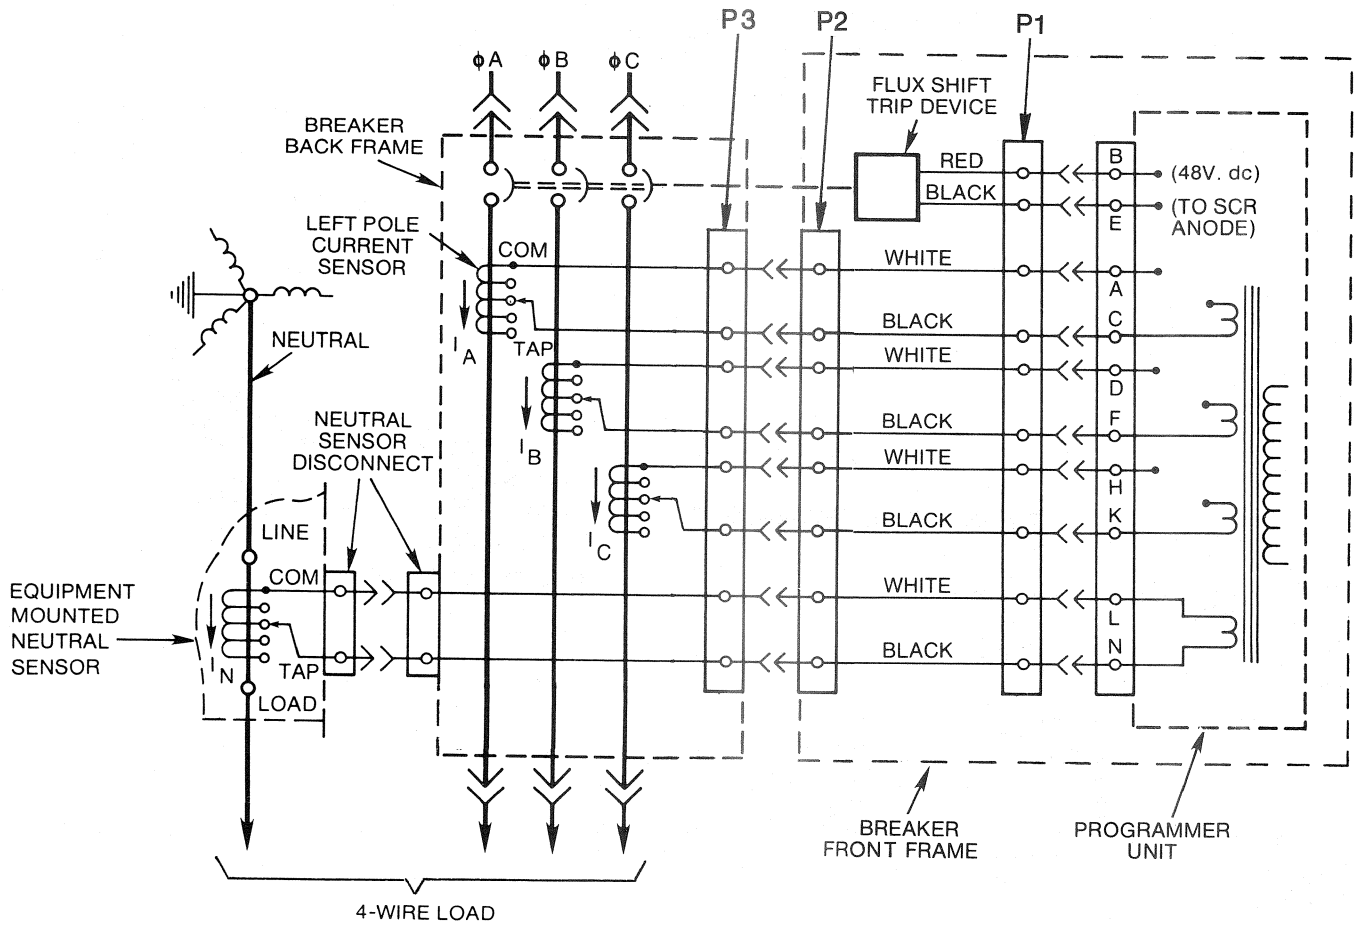 P3
P2
P1
ϕA
ϕB
ϕC
FLUX SHIFT
TRIP DEVICE
BREAKER
BACK FRAME
RED
B
(48V. dc)
BLACK
E
(TO SCR
ANODE)
LEFT POLE
CURRENT
SENSOR
COM
WHITE
A
I A
TAP
BLACK
C
NEUTRAL
WHITE
D
I B
BLACK
F
NEUTRAL
SENSOR
DISCONNECT
WHITE
H
I C
BLACK
K
LINE
COM
WHITE
L
EQUIPMENT
MOUNTED
NEUTRAL
SENSOR
I N
TAP
BLACK
N
LOAD
BREAKER
FRONT FRAME
PROGRAMMER
UNIT
4-WIRE LOAD